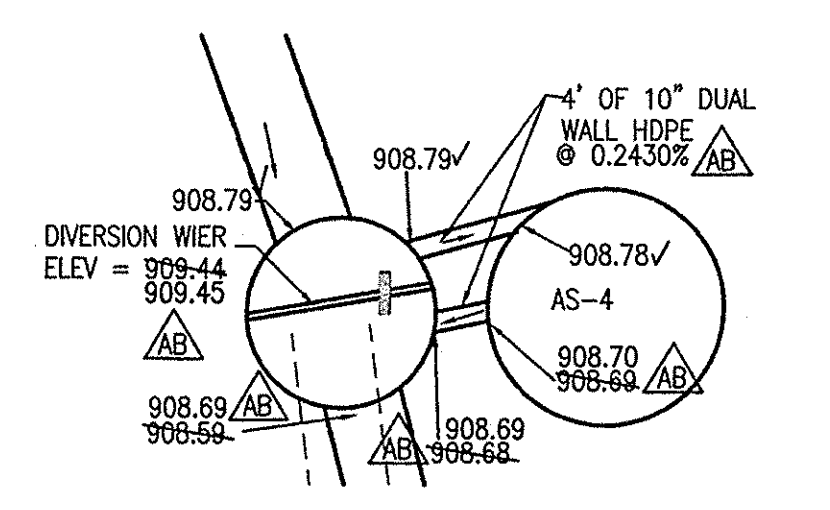 4' OF 10" DUAL
WALL HDPE
@ 0.2430% AB
908.79✓
908.79
DIVERSION WIER
ELEV = 909.44
909.45
AB
908.78✓
AS-4
908.70
908.69 AB
908.69 AB
908.59
908.69
AB 908.68